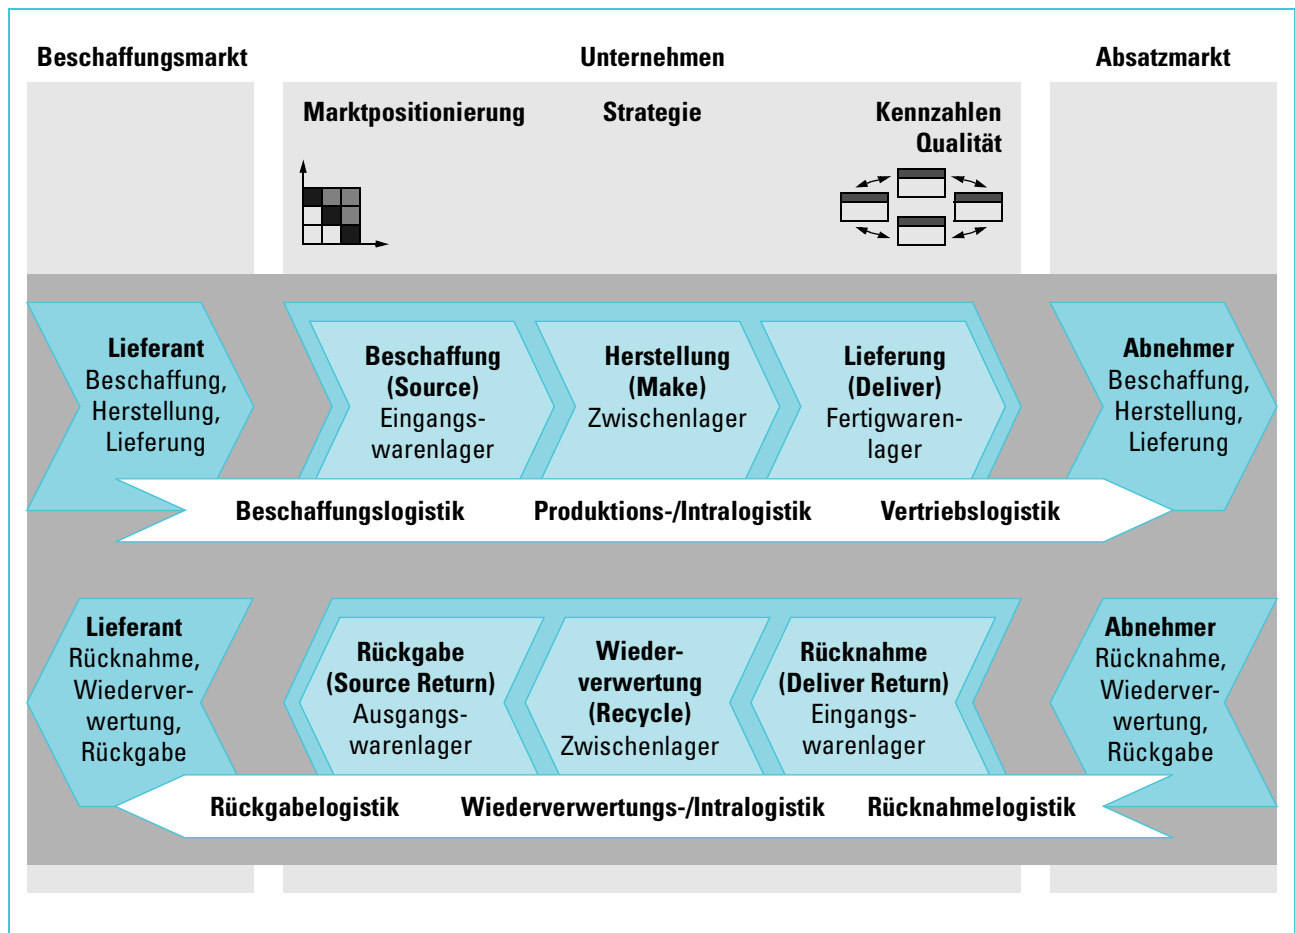 Beschaffungsmarkt
Unternehmen
Absatzmarkt
Marktpositionierung
Strategie
Kennzahlen
Qualität
Lieferant
Beschaffung,
Herstellung,
Lieferung
Beschaffung
(Source)
Eingangs-
warenlager
Herstellung
(Make)
Zwischenlager
Lieferung
(Deliver)
Fertigwaren-
lager
Abnehmer
Beschaffung,
Herstellung,
Lieferung
Beschaffungslogistik
Produktions-/Intralogistik
Vertriebslogistik
Lieferant
Rücknahme,
Wiederver-
wertung,
Rückgabe
Rückgabe
(Source Return)
Ausgangs-
warenlager
Wieder-
verwertung
(Recycle)
Zwischenlager
Rücknahme
(Deliver Return)
Eingangs-
warenlager
Abnehmer
Rücknahme,
Wiederver-
wertung,
Rückgabe
Rückgabelogistik
Wiederverwertungs-/Intralogistik
Rücknahmelogistik